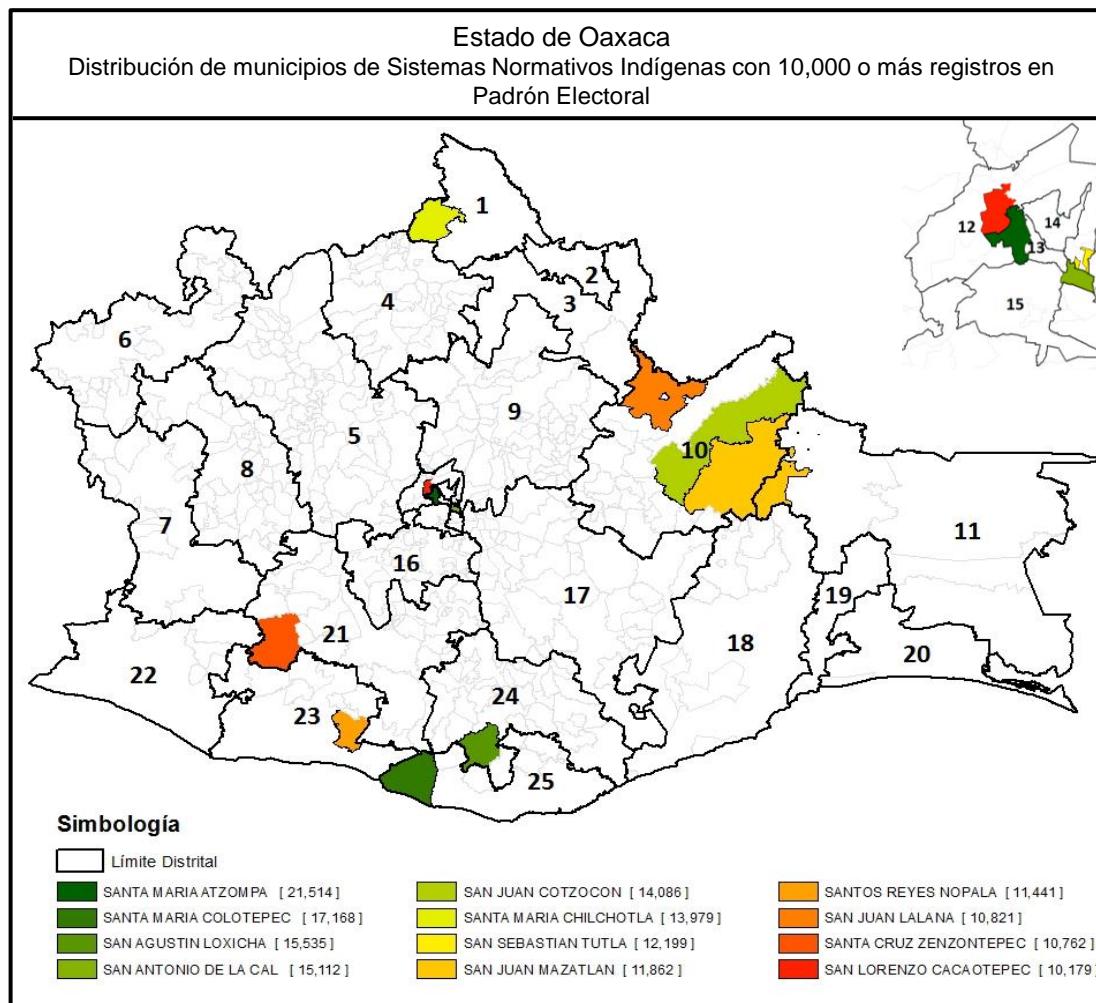 Estado de Oaxaca
Distribución de municipios de Sistemas Normativos Indígenas con 10,000 o más registros en
Padrón Electoral
1
2
3
4
5
6
7
8
9
10
11
12
13
14
15
16
17
18
19
20
21
22
23
24
25
Simbología
Límite Distrital
SANTA MARIA ATZOMPA [ 21,514 ]
SANTA MARIA COLOTEPEC [ 17,168 ]
SAN AGUSTIN LOXICHA [ 15,535 ]
SAN ANTONIO DE LA CAL [ 15,112 ]
SAN JUAN COTZOCON [ 14,086 ]
SANTA MARIA CHILCHOTLA [ 13,979 ]
SAN SEBASTIAN TUTLA [ 12,199 ]
SAN JUAN MAZATLAN [ 11,862 ]
SANTOS REYES NOPALA [ 11,441 ]
SAN JUAN LALANA [ 10,821 ]
SANTA CRUZ ZENZONTEPEC [ 10,762 ]
SAN LORENZO CACAOTEPEC [ 10,179 ]